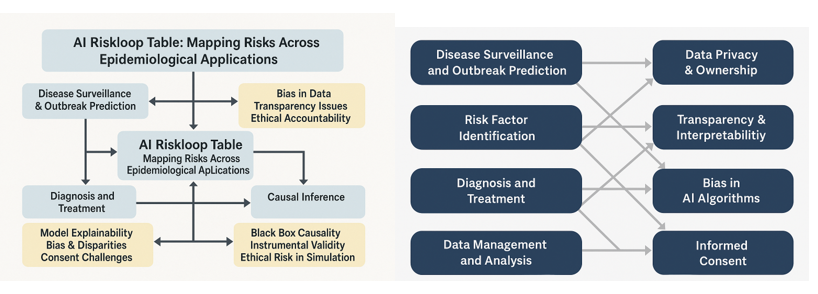 AI Riskloop Table: Mapping Risks Across
Epidemiological Applications
Disease Surveillance
& Outbreak Prediction
Bias in Data
Transparency Issues
Ethical Accountability
AI Riskloop Table
Mapping Risks Across
Epidemiological ApLications
Diagnosis and
Treatment
Causal Inference
Model Explainability
Bias & Disparities
Consent Challenges
Black Box Causality
Instrumental Validity
Ethical Risk in Simulation
Disease Surveillance
and Outbreak Prediction
Data Privacy
& Ownership
Risk Factor
Identification
Transparency &
Interpretabilitiy
Diagnosis and
Treatment
Bias in
AI Algorithms
Data Management
and Analysis
Informed
Consent